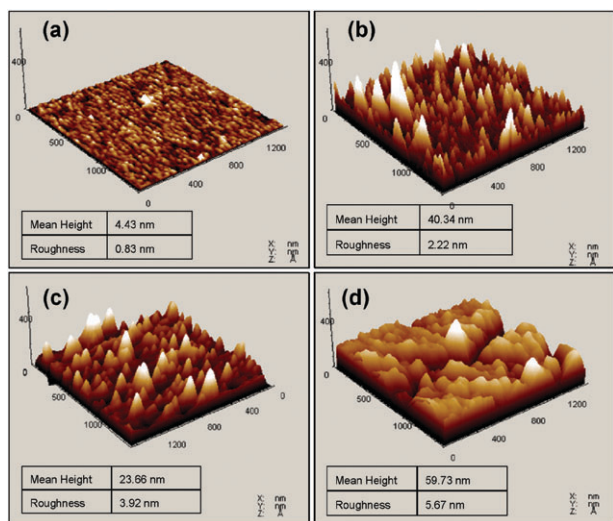 (a)
400
0
500
1000
0
400
800
1200
Mean Height 4.43 nm
Roughness 0.83 nm
X: nm
Y: nm
Z: Å
(b)
400
0
500
1000
0
400
800
1200
Mean Height 40.34 nm
Roughness 2.22 nm
X: nm
Y: nm
Z: Å
(c)
400
0
500
1000
1200
800
400
0
Mean Height 23.66 nm
Roughness 3.92 nm
X: nm
Y: nm
Z: Å
(d)
400
0
500
1000
0
400
800
1200
Mean Height 59.73 nm
Roughness 5.67 nm
X: nm
Y: nm
Z: Å